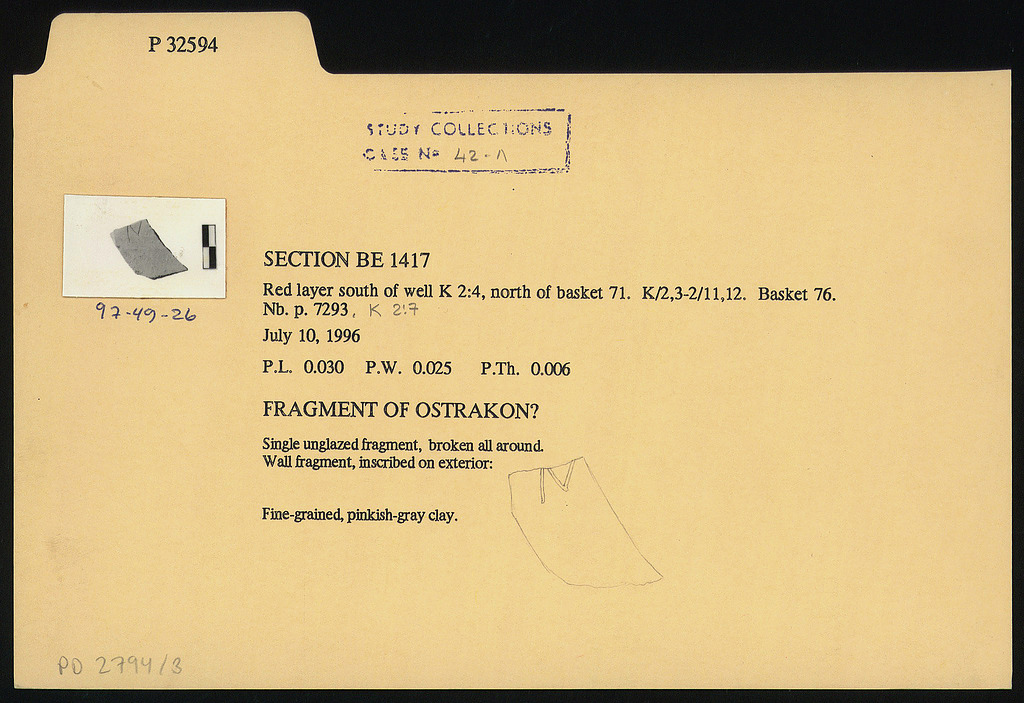 P 32594
STUDY COLLECTIONS
CASE No 42-A
97-49-26
SECTION BE 1417
Red layer south of well K 2:4, north of basket 71. K/2,3-2/11,12. Basket 76.
Nb. p. 7293, K 2:7
July 10, 1996
P.L. 0.030 P.W. 0.025 P.Th. 0.006
FRAGMENT OF OSTRAKON?
Single unglazed fragment, broken all around.
Wall fragment, inscribed on exterior:
Fine-grained, pinkish-gray clay.
PD 2794/3